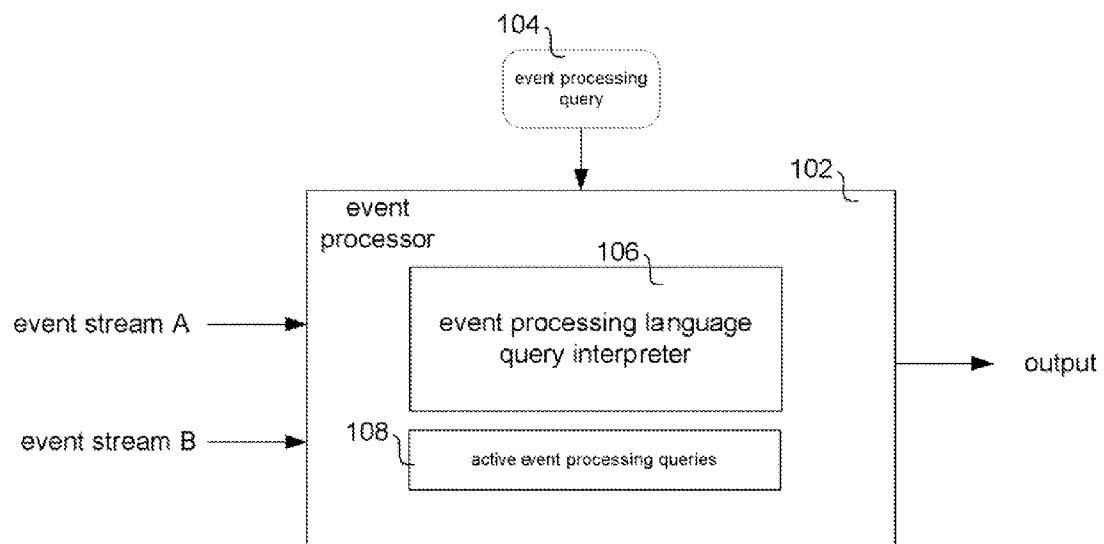 104
event processing
query
102
event
processor
106
event processing language
query interpreter
event stream A
output
event stream B
108
active event processing queries